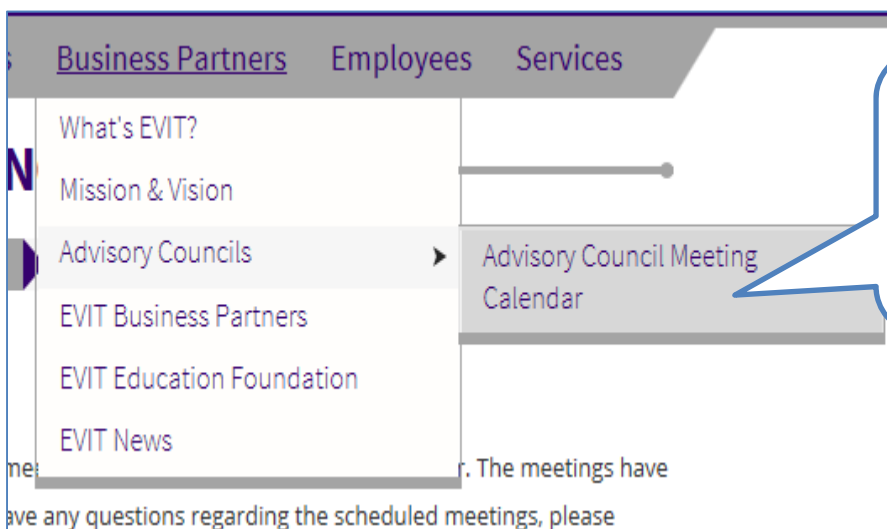 Business Partners Employees Services
What's EVIT?
Mission & Vision
Advisory Councils
Advisory Council Meeting
Calendar
EVIT Business Partners
EVIT Education Foundation
EVIT News
The meetings have
any questions regarding the scheduled meetings, please